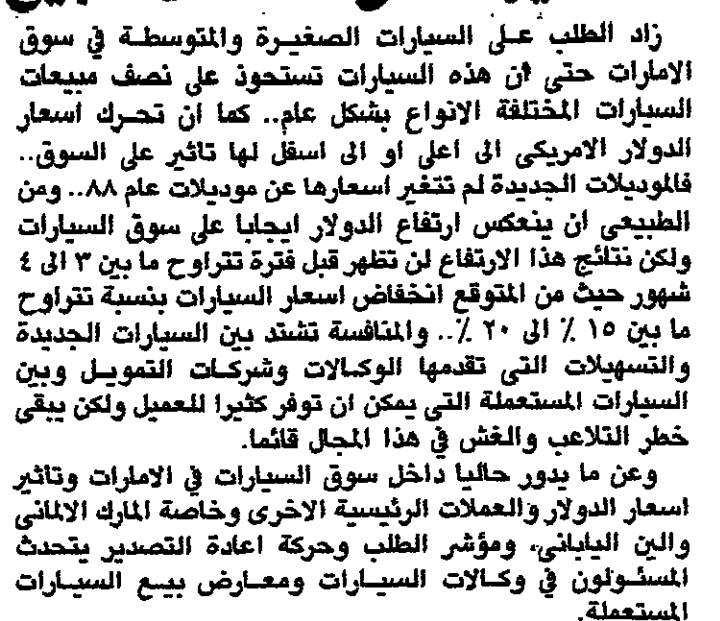 زاد الطلب على السيارات الصغيرة والمتوسطة في سوق
الامارات حتى ان هذه السيارات تستحوذ على نصف مبيعات
السيارات المختلفة الانواع بشكل عام.. كما ان تحرك اسعار
الدولار الامريكى الى اعلى او الى اسفل لها تاثير على السوق..
فالموديلات الجديدة لم تتغير اسعارها عن موديلات عام ٨٨.. ومن
الطبيعى ان ينعكس ارتفاع الدولار ايجابا على سوق السيارات
ولكن نتائج هذا الارتفاع لن تظهر قبل فترة تتراوح ما بين ٣ الى ٤
شهور حيث من المتوقع انخفاض اسعار السيارات بنسبة تتراوح
ما بين ١٥ ٪ الى ٢٠ ٪.. والمنافسة تشتد بين السيارات الجديدة
والتسهيلات التى تقدمها الوكالات وشركات التمويل وبين
السيارات المستعملة التى يمكن ان توفر كثيرا للعميل ولكن يبقى
خطر التلاعب والغش في هذا المجال قائما.
وعن ما يدور حاليا داخل سوق السيارات في الامارات وتاثير
اسعار الدولار والعملات الرئيسية الاخرى وخاصة المارك الالمانى
والين اليابانى، ومؤشر الطلب وحركة اعادة التصدير يتحدث
المسئولون في وكالات السيارات ومعارض بيع السيارات
المستعملة.